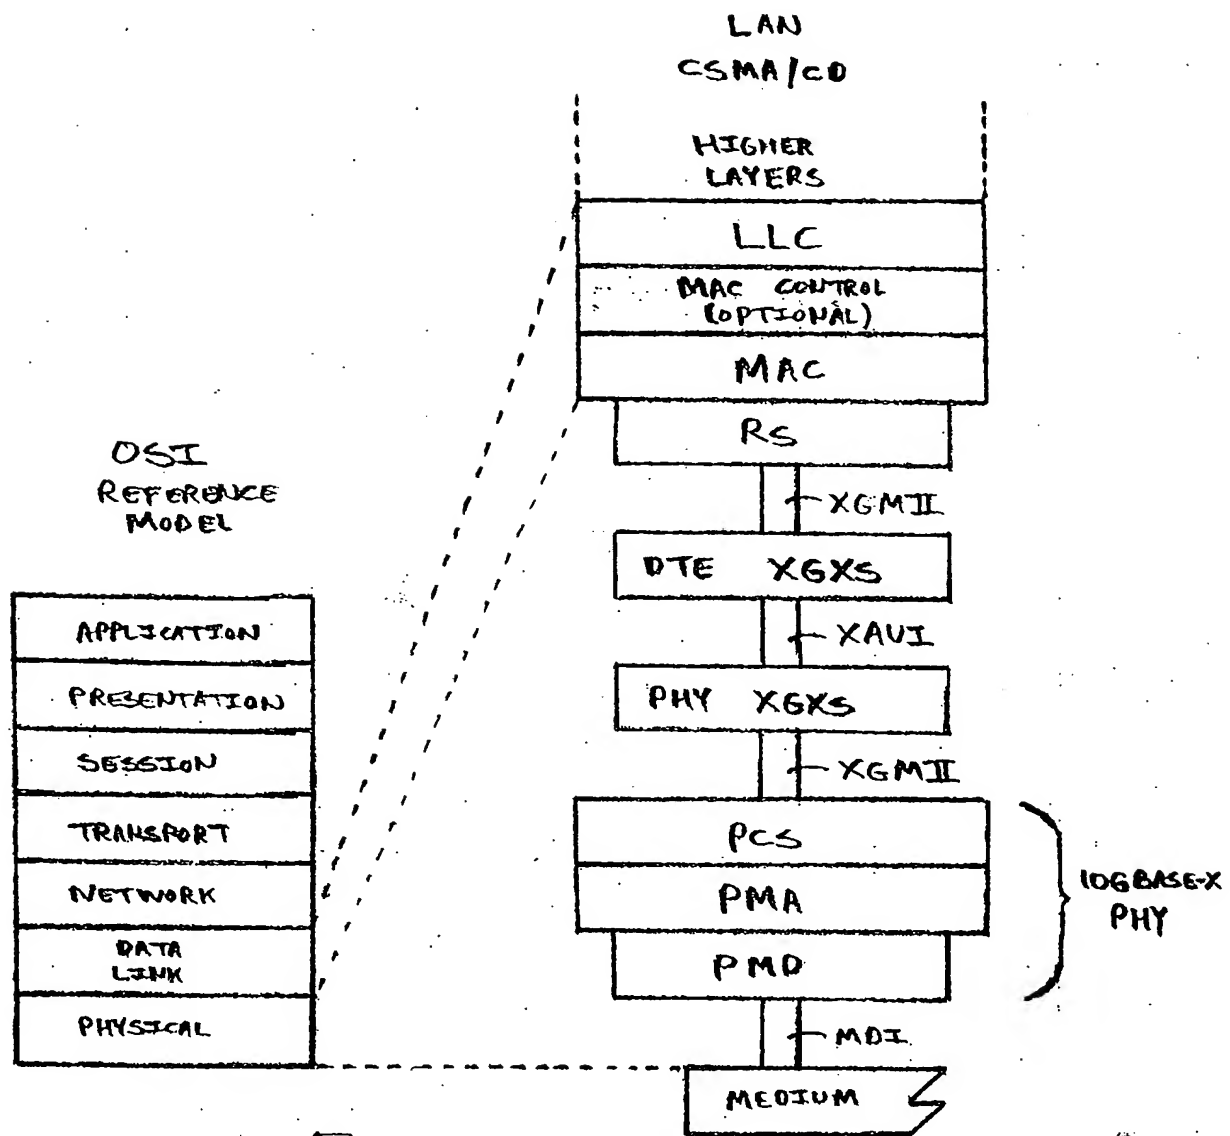 LAN
CSMA/CD
HIGHER
LAYERS
LLC
MAC CONTROL
(OPTIONAL)
MAC
RS
XGMII
DTE XGXS
XAUI
PHY XGXS
XGMII
PCS
PMA
PMD
10GBASE-X
PHY
MDI
MEDIUM
OSI
REFERENCE
MODEL
APPLICATION
PRESENTATION
SESSION
TRANSPORT
NETWORK
DATA
LINK
PHYSICAL